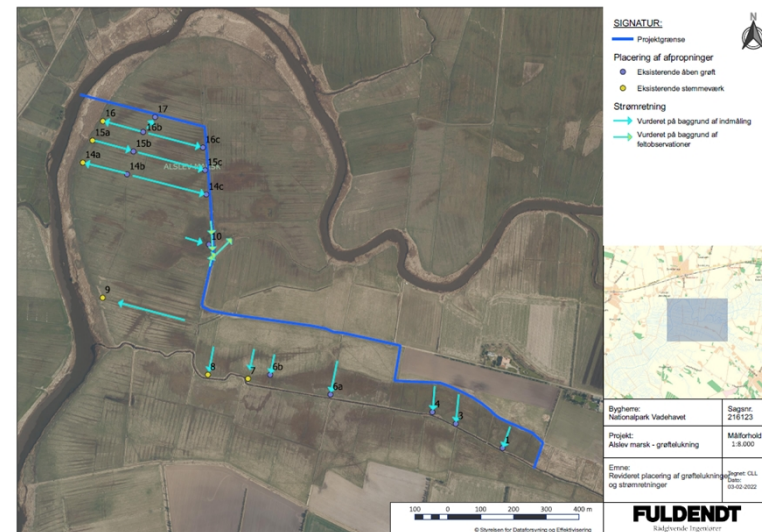 SIGNATUR:
Projektgrænse
Placering af afpropninger
Eksisterende åben grøft
Eksisterende stemmeværk
Strømretning
Vurderet på baggrund af indmåling
Vurderet på baggrund af
feltobservationer
N
17
16
16b
16c
15a
15b
15c
14a
14b
14c
ALSLEV
10
9
8
7
6b
6a
4
3
1
Bygherre:
Nationalpark Vadehavet
Sagsnr.
216123
Projekt:
Alslev marsk - grøftelukning
Målforhold
1:8.000
Emne:
Revideret placering af grøftelukninger
og strømretninger
Tegnet: CLL
Dato:
03-02-2022
100 0 100 200 300 400 m
© Styrelsen for Dataforsyning og Effektivisering
FULDENDT
Rådgivende Ingeniører